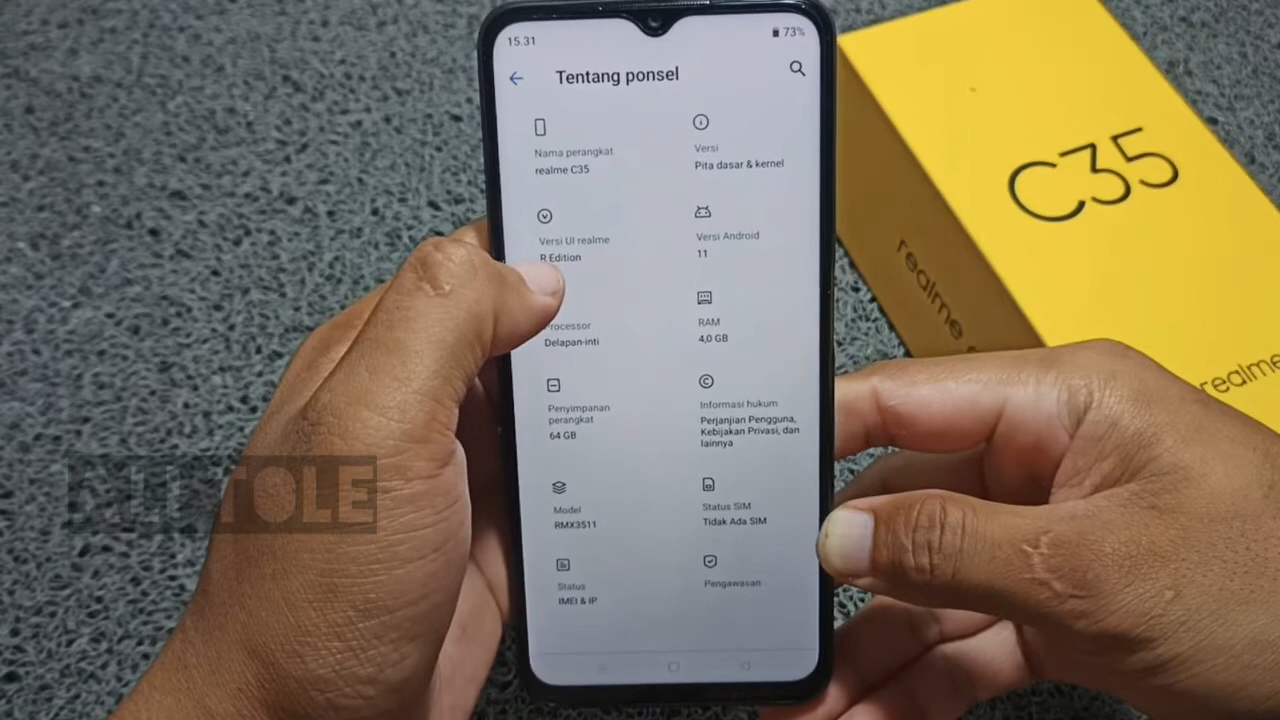 15.31
73%
Tentang ponsel
Nama perangkat
realme C35
Versi
Pita dasar & kernel
Versi UI realme
R Edition
Versi Android
11
Processor
Delapan-inti
RAM
4,0 GB
Penyimpanan
perangkat
64 GB
Informasi hukum
Perjanjian Pengguna,
Kebijakan Privasi, dan
lainnya
Model
RMX3511
Status SIM
Tidak Ada SIM
Status
IMEI & IP
Pengawasan
C35
realme
realme
TOLE